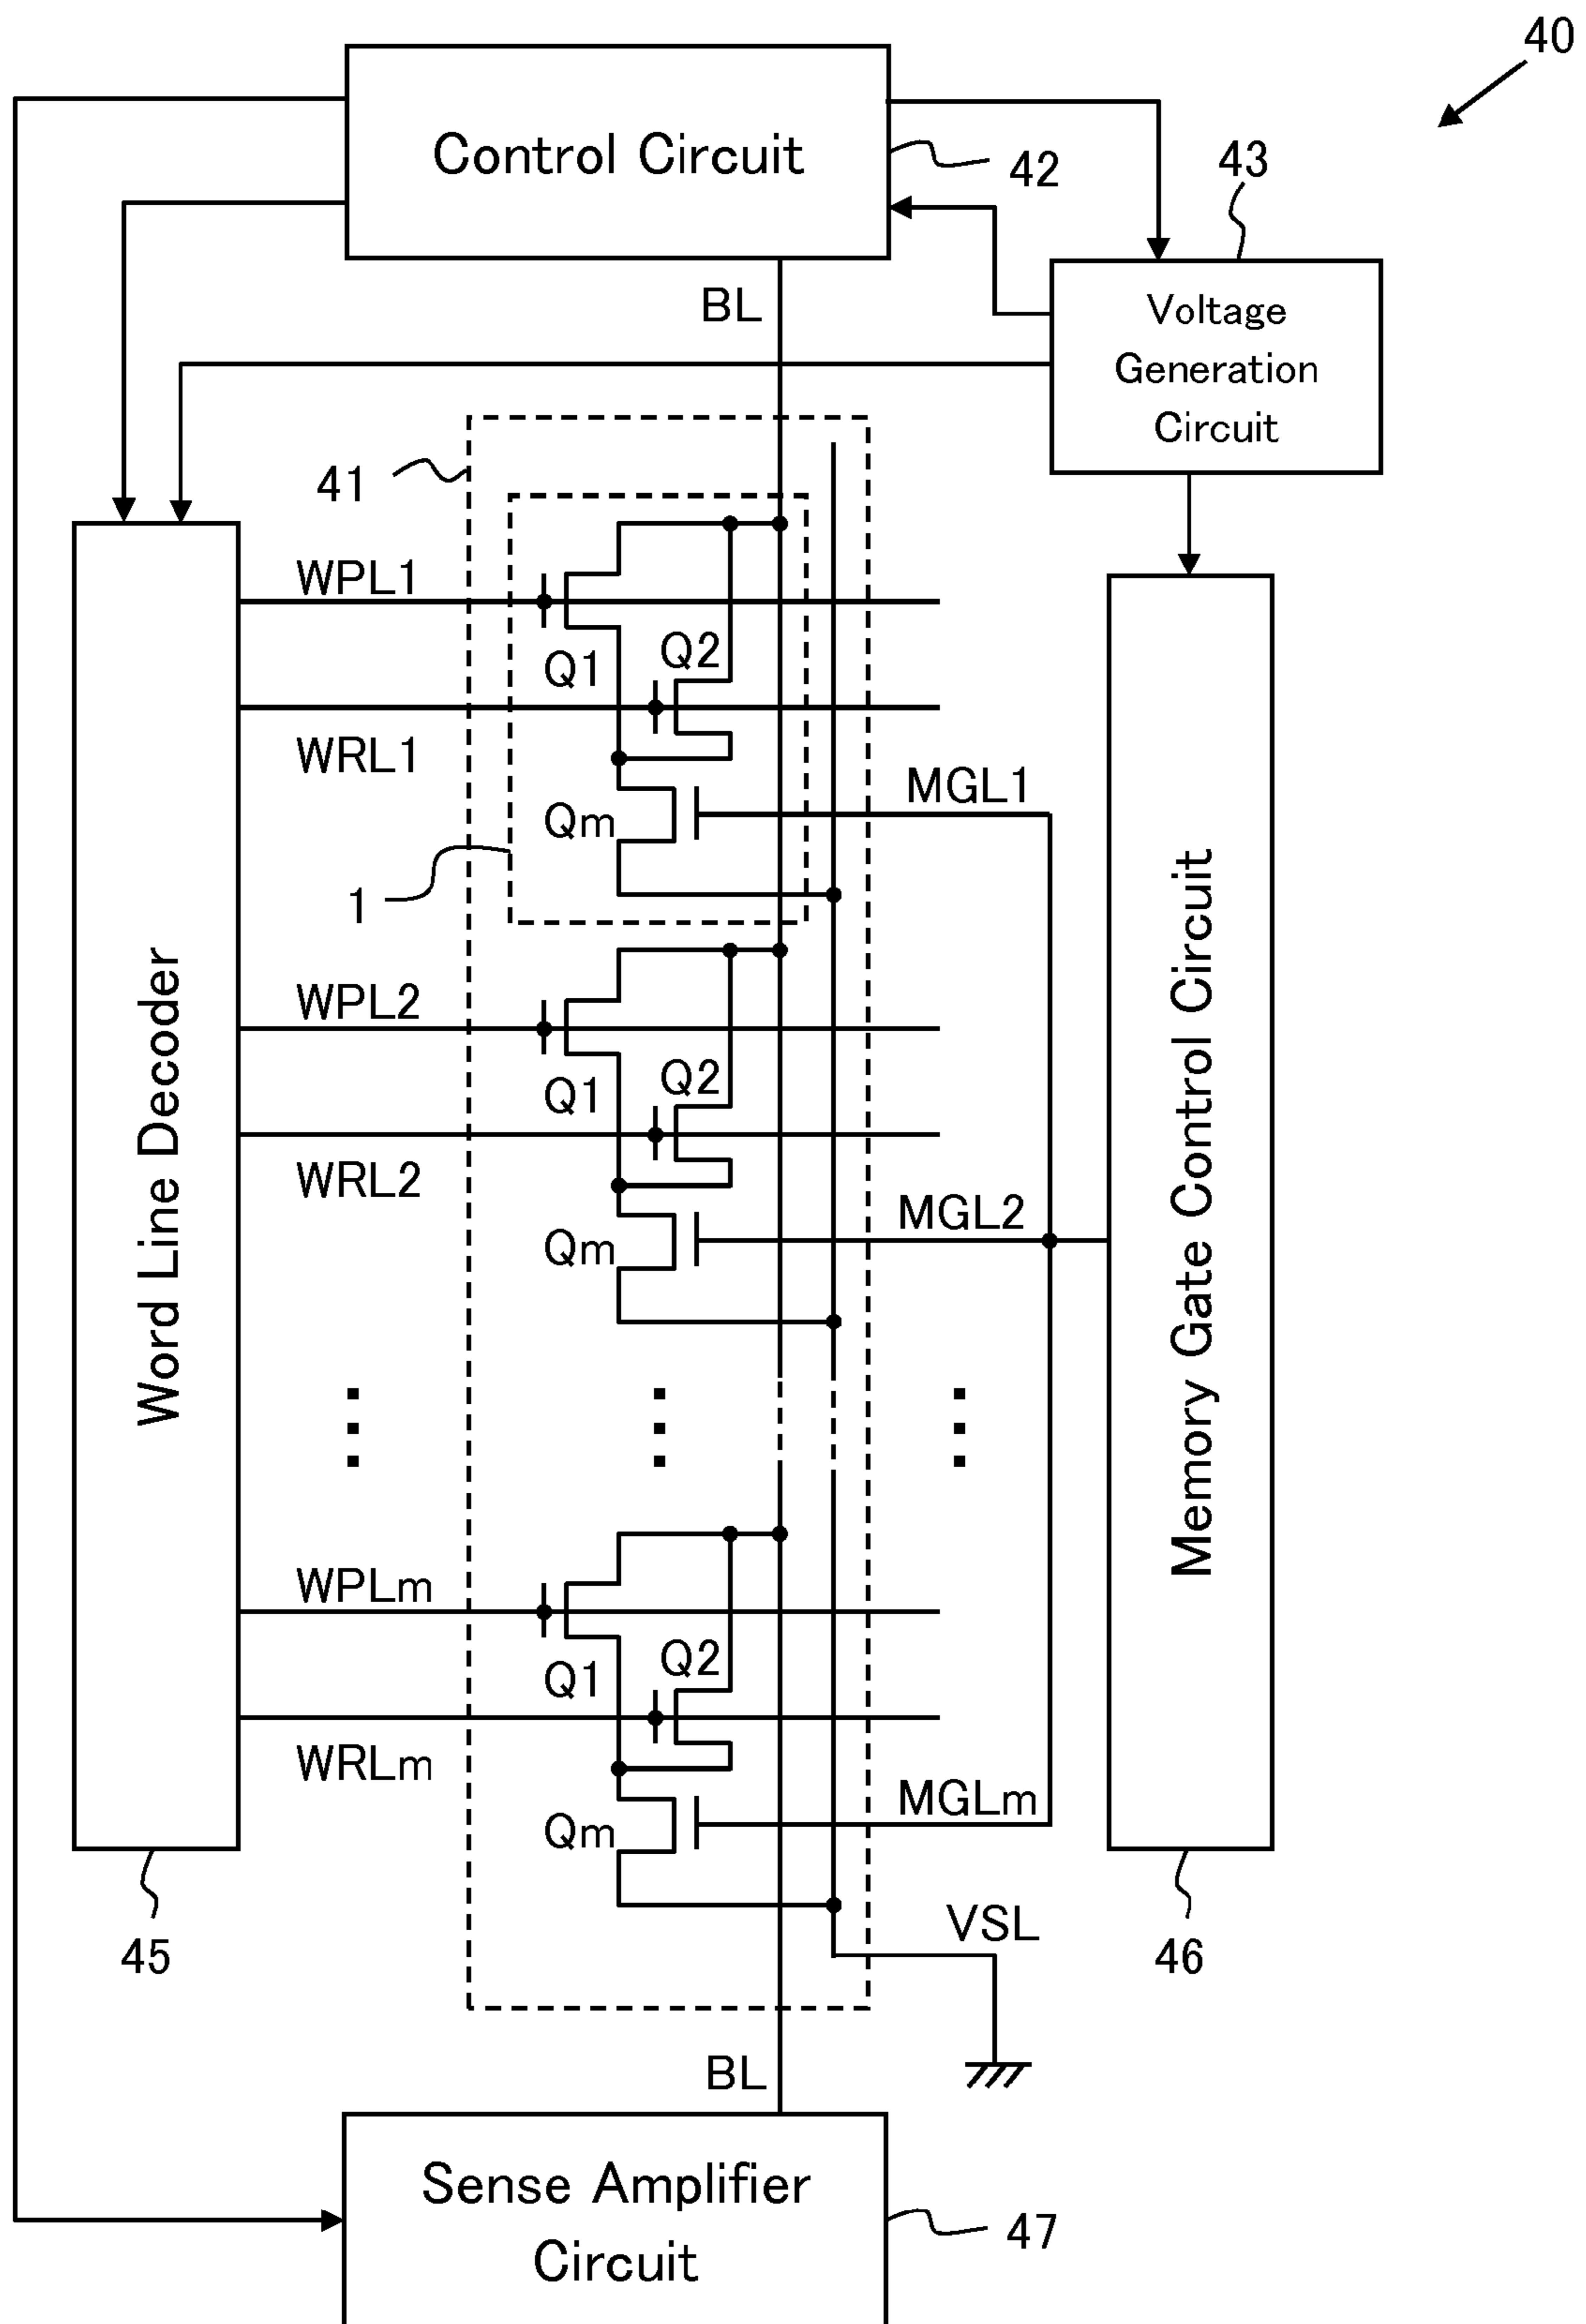 40
Control Circuit
42
43
BL
Voltage
Generation
Circuit
41
WPL1
Q1
Q2
WRL1
MGL1
Qm
1
WPL2
Q1
Q2
WRL2
MGL2
Qm
Word Line Decoder
Memory Gate Control Circuit
WPLm
Q1
Q2
WRLm
MGLm
Qm
VSL
45
46
BL
Sense Amplifier
Circuit
47